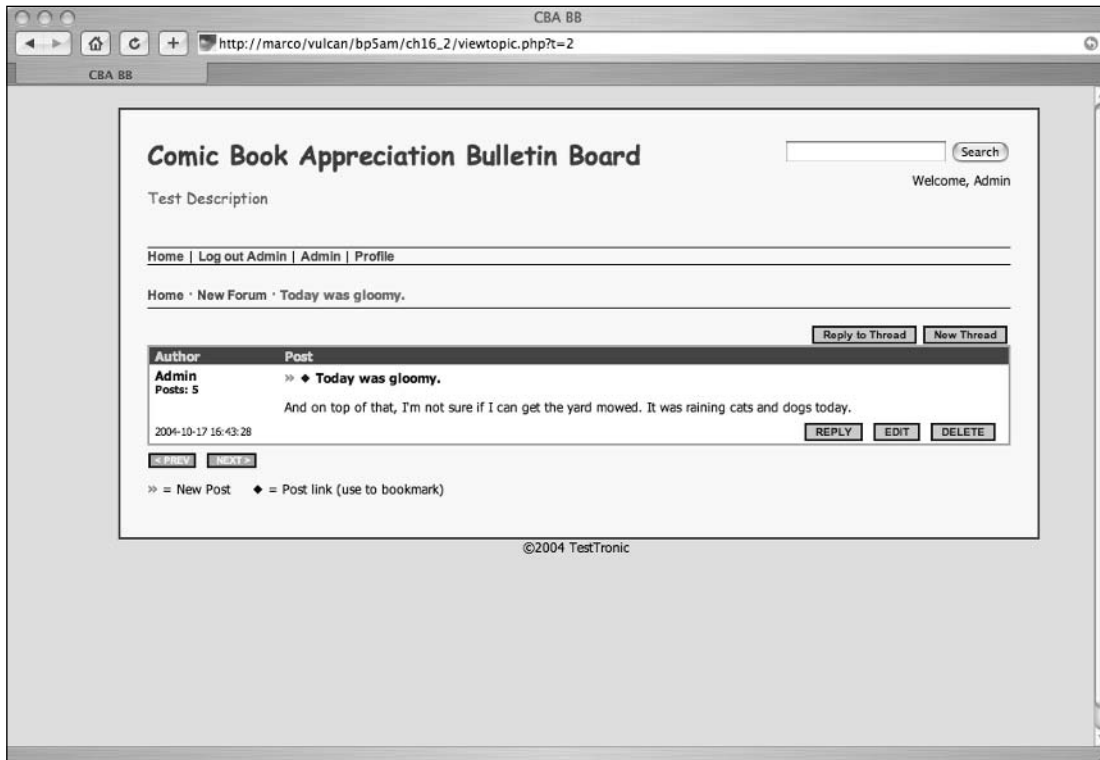 CBA BB
http://marco/vulcan/bp5am/ch16_2/viewtopic.php?t=2
CBA BB
Comic Book Appreciation Bulletin Board
Search
Welcome, Admin
Test Description
Home | Log out Admin | Admin | Profile
Home · New Forum · Today was gloomy.
Reply to Thread New Thread
Author Post
Admin
Posts: 5
» ◆ Today was gloomy.
And on top of that, I'm not sure if I can get the yard mowed. It was raining cats and dogs today.
2004-10-17 16:43:28
REPLY EDIT DELETE
< PREV NEXT >
» = New Post ◆ = Post link (use to bookmark)
©2004 TestTronic